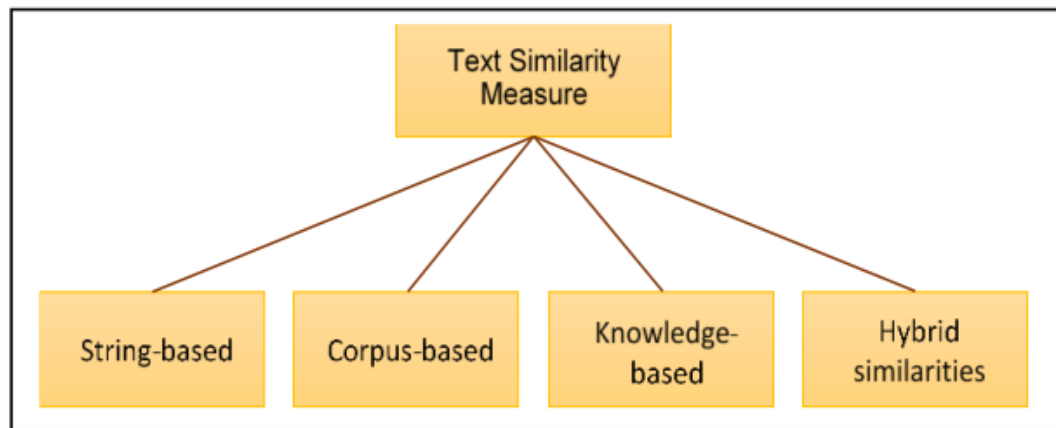 Text Similarity
Measure
String-based
Corpus-based
Knowledge-
based
Hybrid
similarities